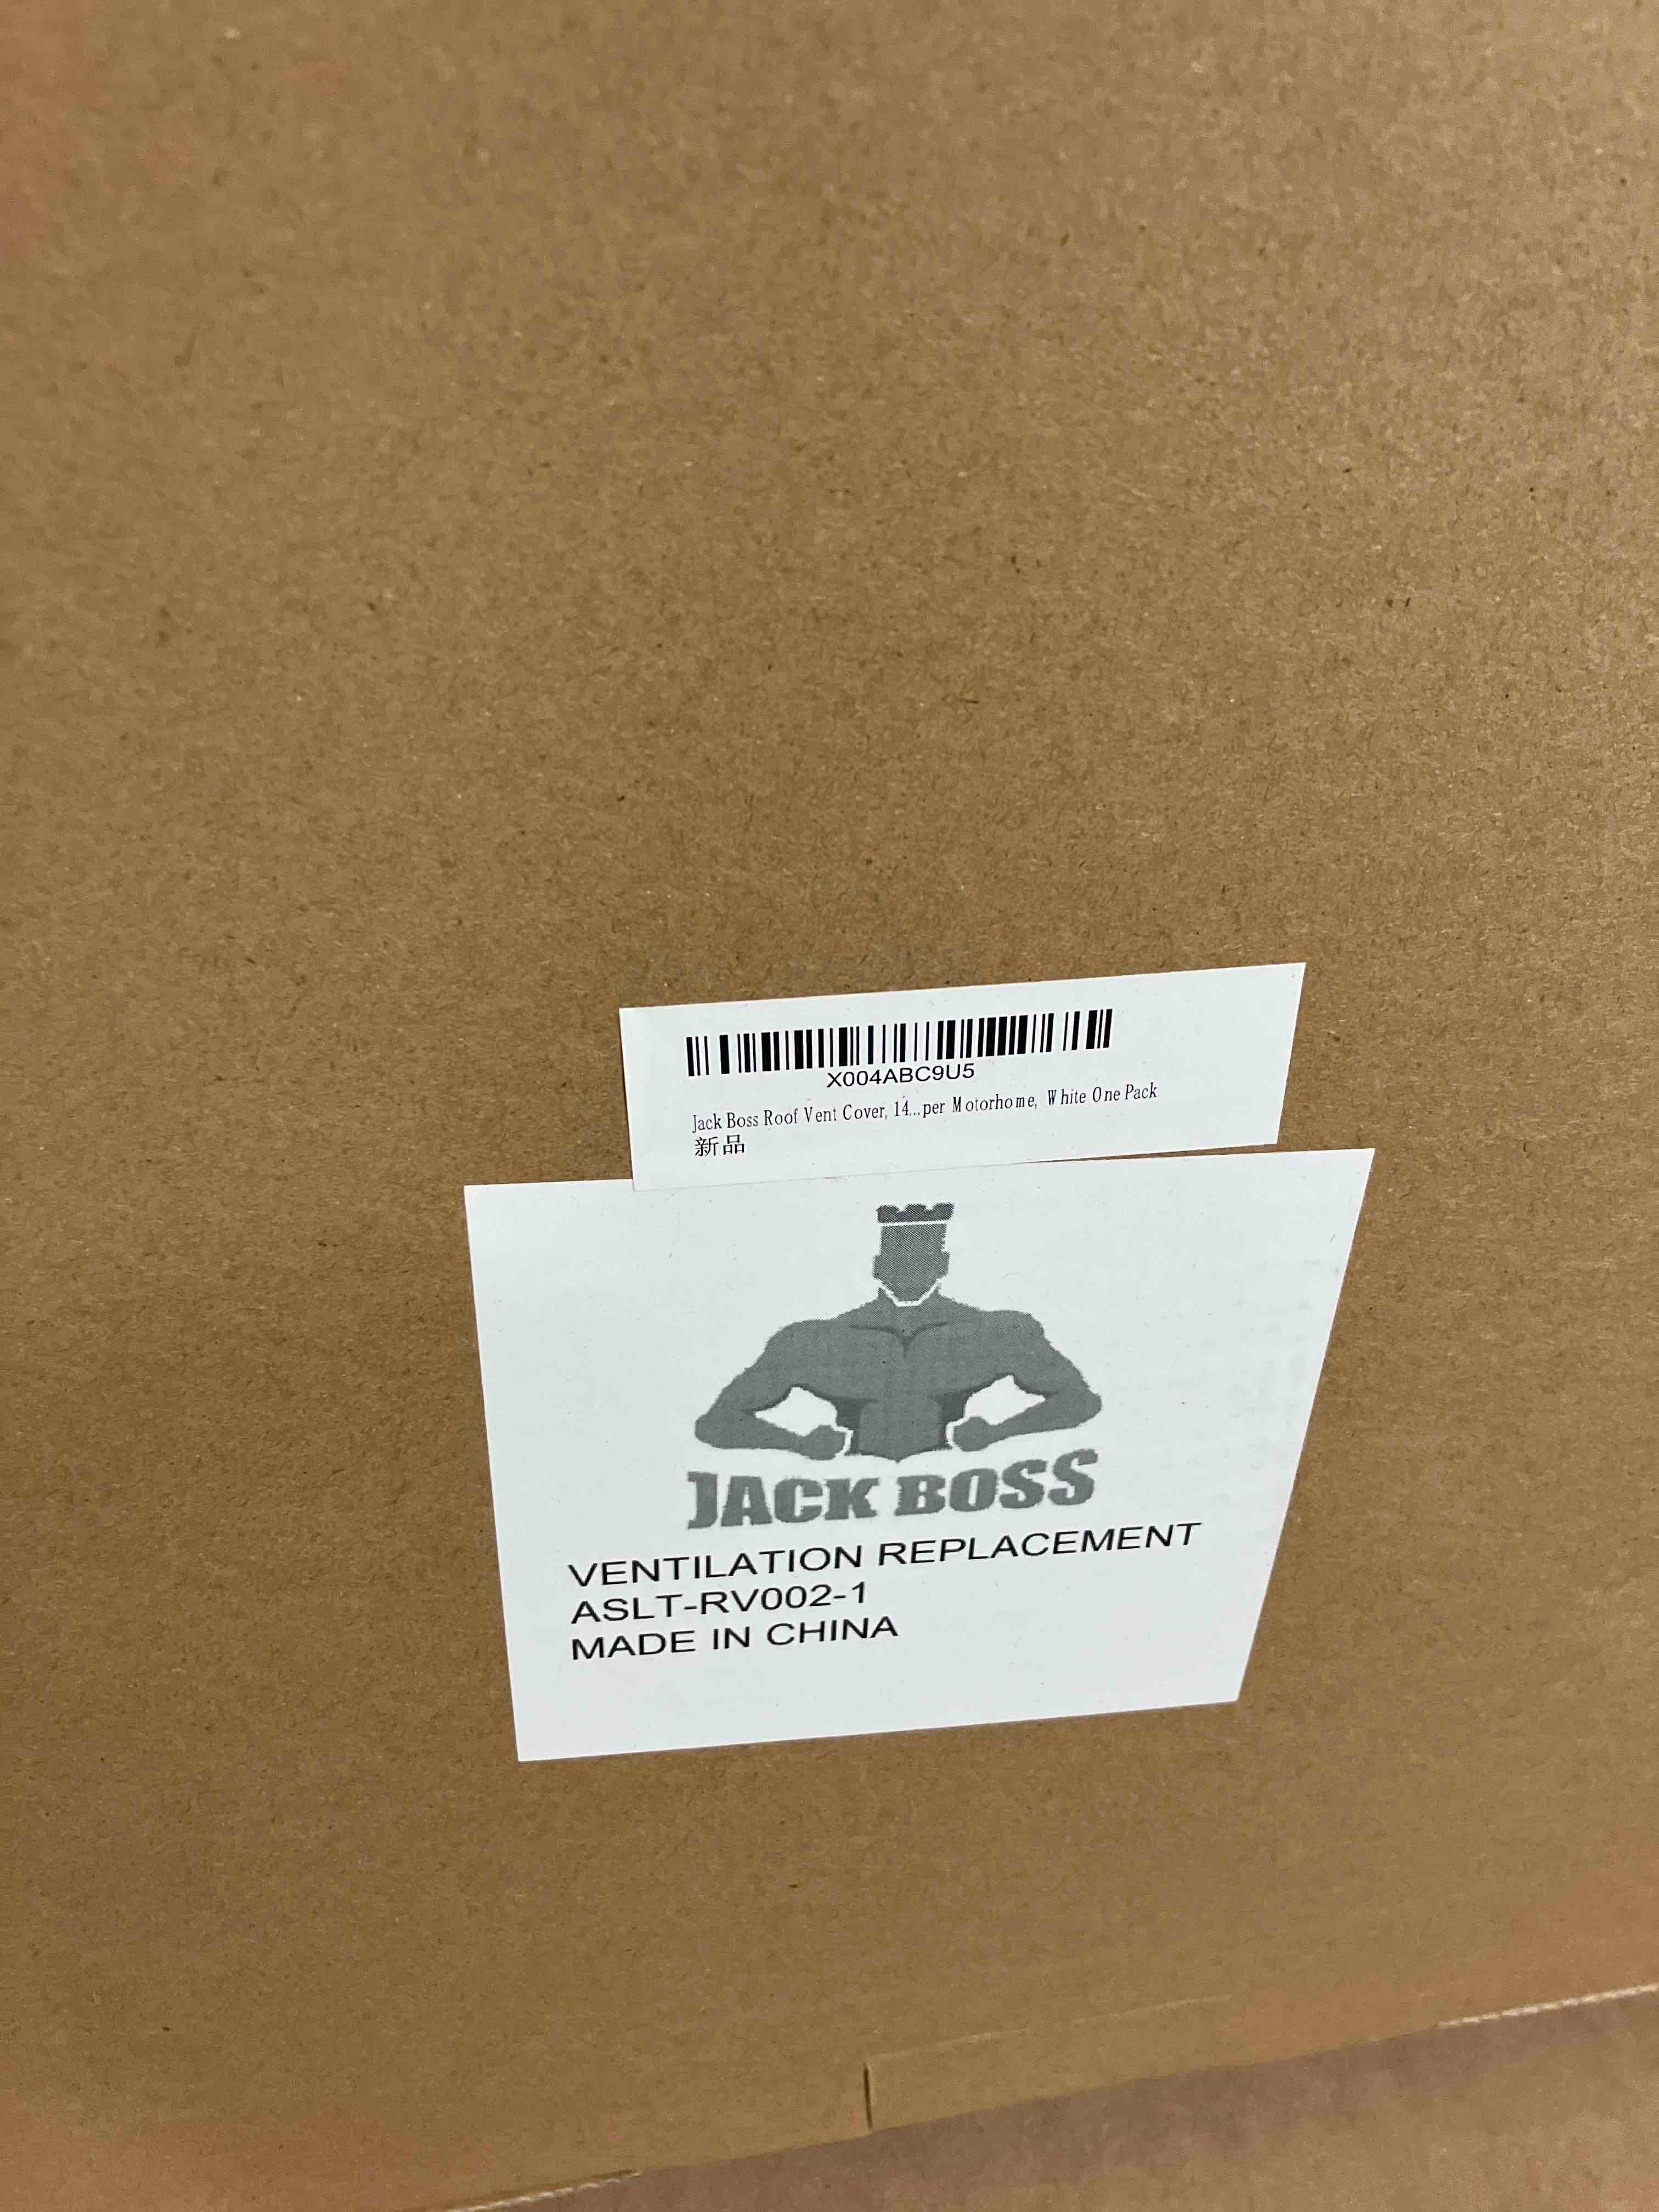 X004ABC9U5
Jack Boss Roof Vent Cover, 14...per Motorhome, White One Pack
新品
JACK BOSS
VENTILATION REPLACEMENT
ASLT-RV002-1
MADE IN CHINA